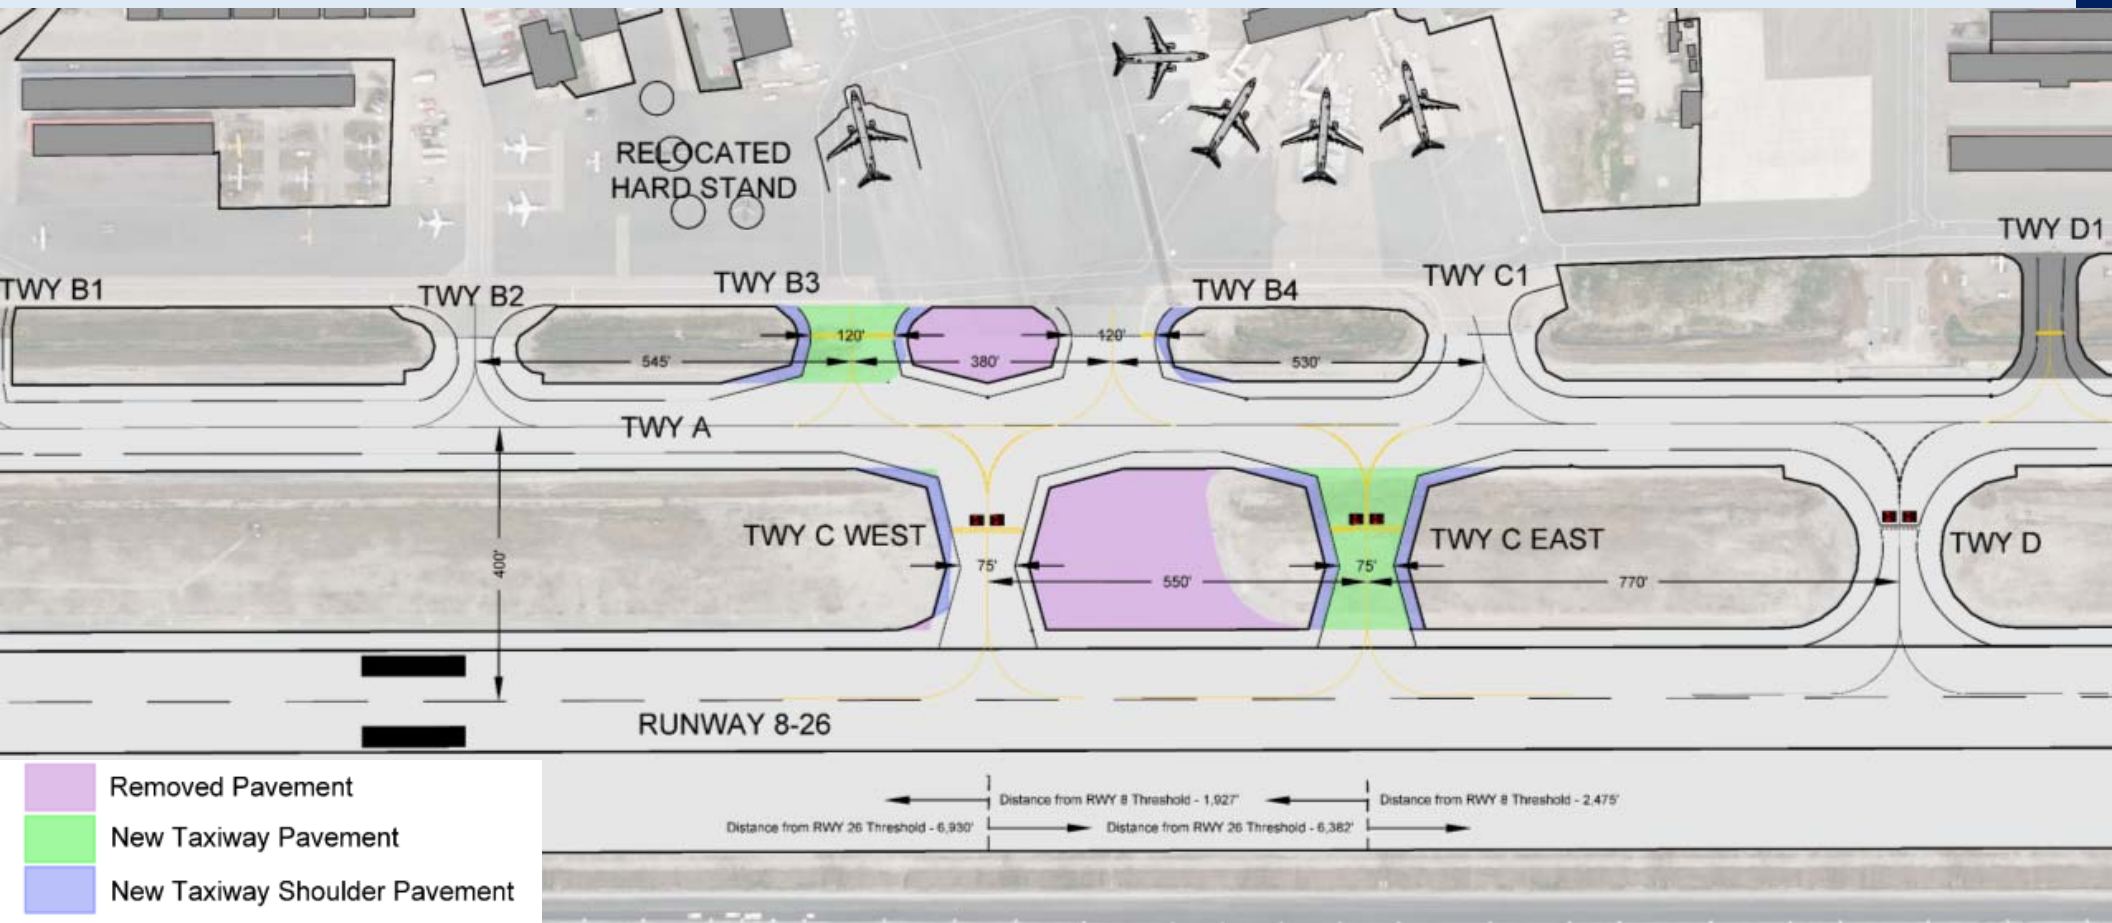 RELOCATED
HARD STAND
TWY D1
TWY B1
TWY B2
TWY B3
TWY B4
TWY C1
120'
120'
545'
380'
530'
TWY A
TWY C WEST
TWY C EAST
TWY D
400'
75'
75'
550'
770'
RUNWAY 8-26
Distance from RWY 8 Threshold - 1,927'
Distance from RWY 8 Threshold - 2,475'
Distance from RWY 26 Threshold - 6,930'
Distance from RWY 26 Threshold - 6,382'
Removed Pavement
New Taxiway Pavement
New Taxiway Shoulder Pavement